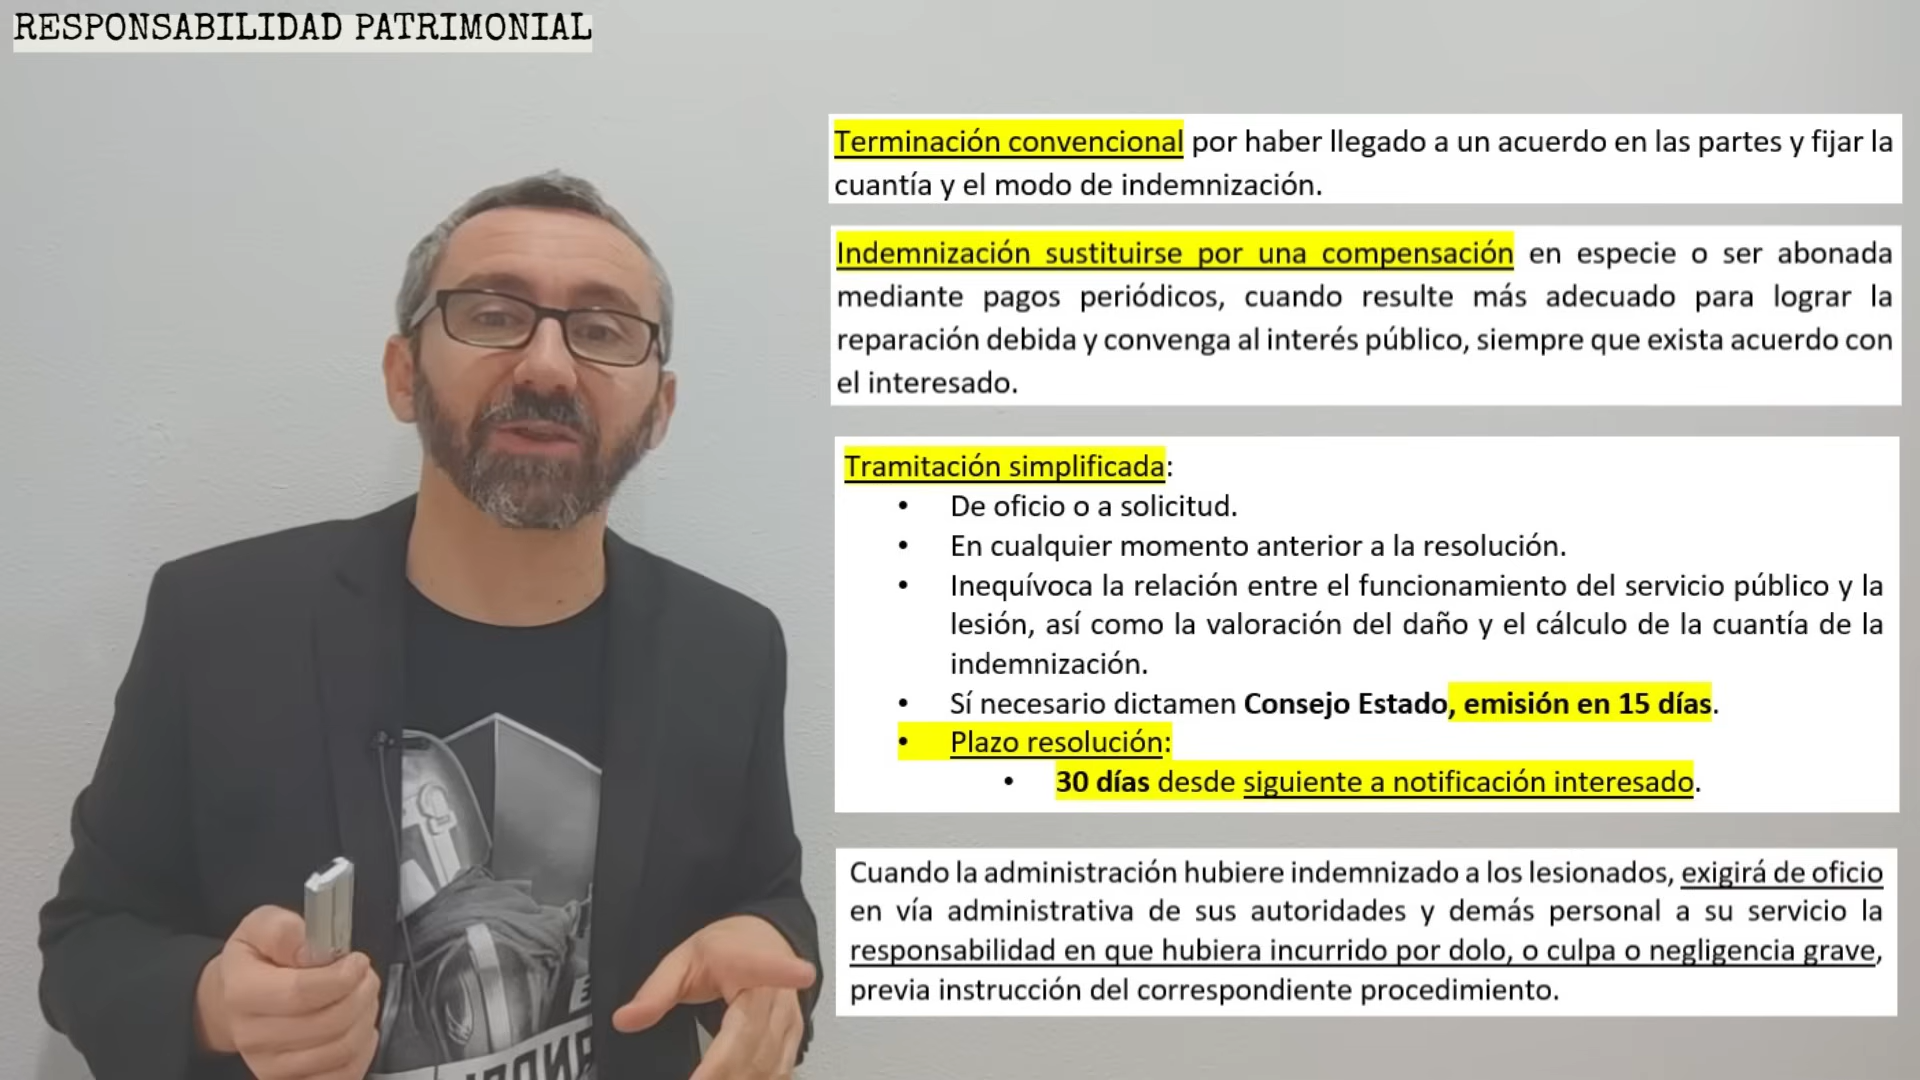 RESPONSABILIDAD PATRIMONIAL
Terminación convencional por haber llegado a un acuerdo en las partes y fijar la
cuantía y el modo de indemnización.
Indemnización sustituirse por una compensación en especie o ser abonada
mediante pagos periódicos, cuando resulte más adecuado para lograr la
reparación debida y convenga al interés público, siempre que exista acuerdo con
el interesado.
Tramitación simplificada:
• De oficio o a solicitud.
• En cualquier momento anterior a la resolución.
• Inequívoca la relación entre el funcionamiento del servicio público y la
lesión, así como la valoración del daño y el cálculo de la cuantía de la
indemnización.
• Sí necesario dictamen Consejo Estado, emisión en 15 días.
• Plazo resolución:
• 30 días desde siguiente a notificación interesado.
Cuando la administración hubiere indemnizado a los lesionados, exigirá de oficio
en vía administrativa de sus autoridades y demás personal a su servicio la
responsabilidad en que hubiera incurrido por dolo, o culpa o negligencia grave,
previa instrucción del correspondiente procedimiento.